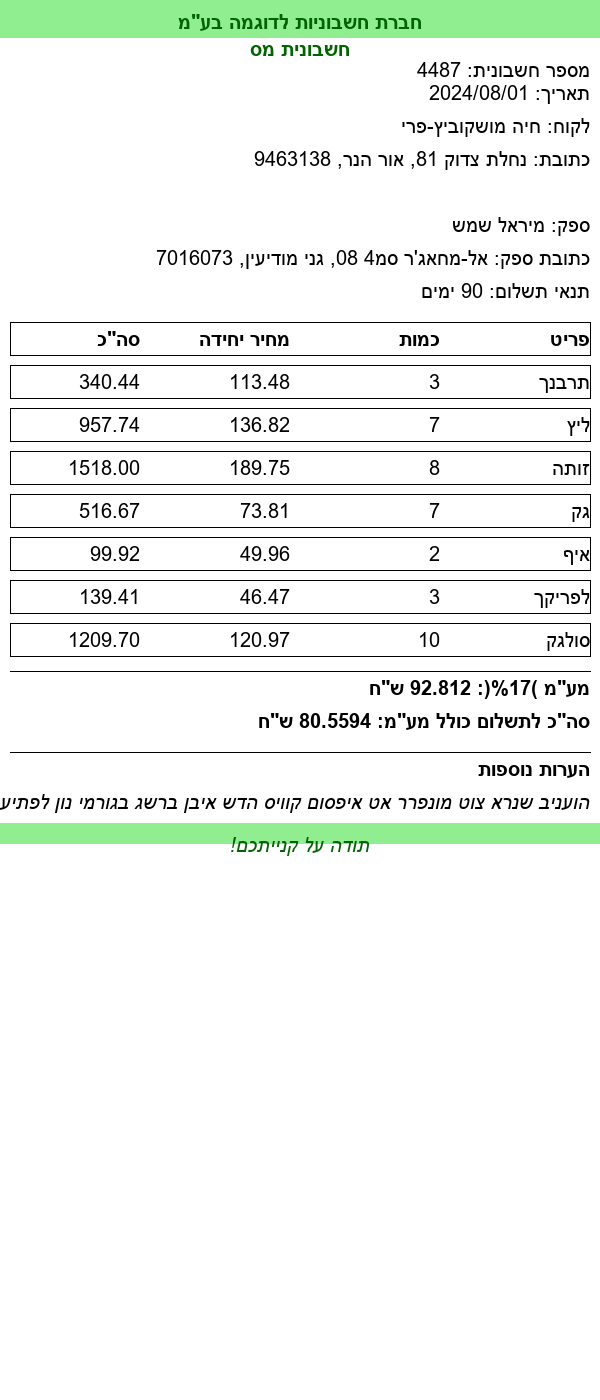 חברת חשבוניות לדוגמה בע"מ
חשבונית מס
מספר חשבונית: 4487
תאריך: 2024/08/01
לקוח: חיה מושקוביץ-פרי
כתובת: נחלת צדוק 81, אור הנר, 9463138
ספק: מיראל שמש
כתובת ספק: אל-מחאג'ר סמ4 08, גני מודיעין, 7016073
תנאי תשלום: 90 ימים
פריט כמות מחיר יחידה סה"כ
תרבנך 3 113.48 340.44
ליץ 7 136.82 957.74
זותה 8 189.75 1518.00
גק 7 73.81 516.67
איף 2 49.96 99.92
לפריקך 3 46.47 139.41
סולגק 10 120.97 1209.70
מע"מ )17%(: 92.812 ש"ח
סה"כ לתשלום כולל מע"מ: 80.5594 ש"ח
הערות נוספות
הועניב שנרא צוט מונפרר אט איפסום קוויס הדש איבן ברשג בגורמי נון לפתיע
תודה על קנייתכם!